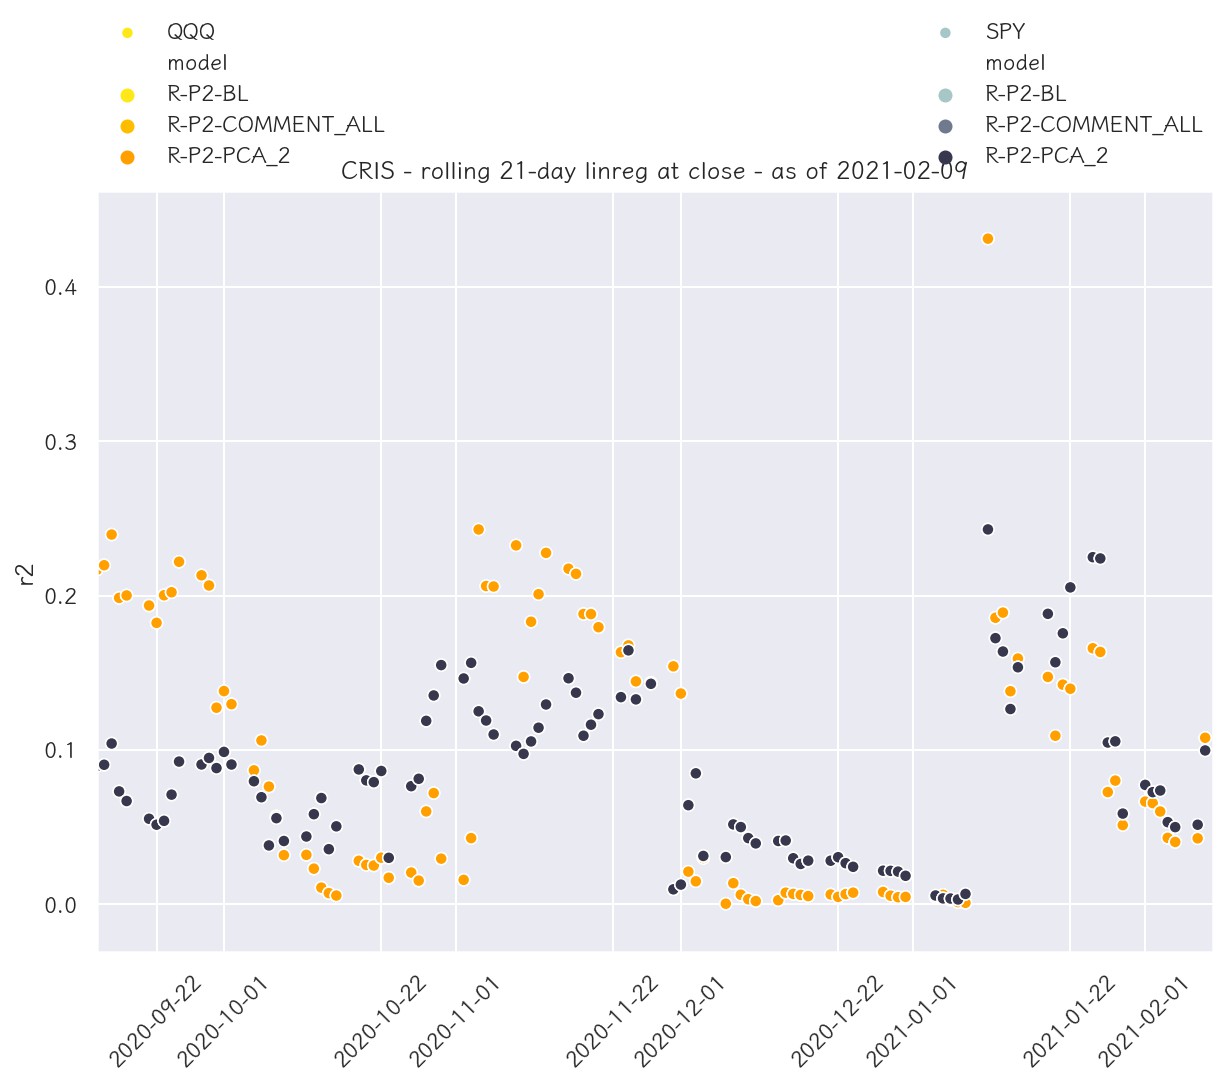 QQQ
model
R-P2-BL
R-P2-COMMENT_ALL
R-P2-PCA_2
SPY
model
R-P2-BL
R-P2-COMMENT_ALL
R-P2-PCA_2
CRIS - rolling 21-day linreg at close - as of 2021-02-09
r2
0.4
0.3
0.2
0.1
0.0
2020-09-22
2020-10-01
2020-10-22
2020-11-01
2020-11-22
2020-12-01
2020-12-22
2021-01-01
2021-01-22
2021-02-01